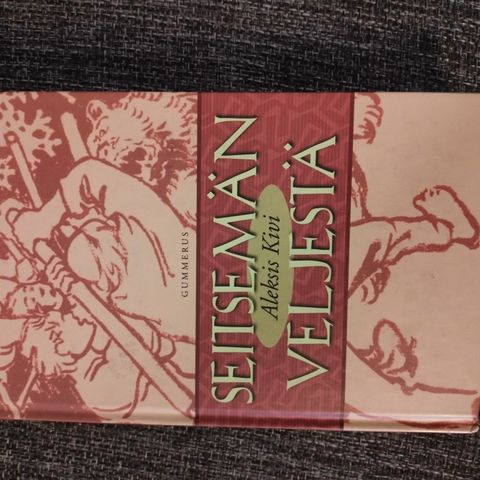 GUMMERUS
SEITSEMÄN
Aleksis Kivi
VELJESTÄ